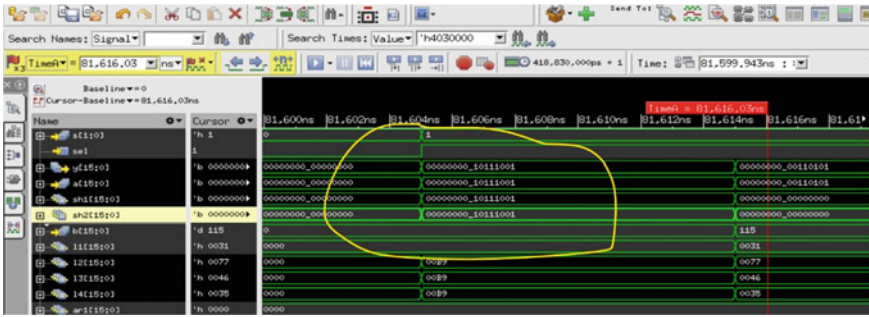 Send To:
Search Names: Signal
Search Times: Value 'h4030000
TimeA = 81,616.03 ns
418,830,000ps + 1
Time: 81,599.943ns :
Baseline = 0
Cursor-Baseline = 81,616.03ns
TimeA = 81,616.03ns
Name Cursor 81,600ns 81,602ns 81,604ns 81,606ns 81,608ns 81,610ns 81,612ns 81,614ns 81,616ns 81,61
s[1:0] 'h 1 0 1
sel 1
y[15:0] 'b 0000000 00000000_00000000 00000000_10111001 00000000_00110101
a[15:0] 'b 0000000 00000000_00000000 00000000_10111001 00000000_00110101
sh1[15:0] 'b 0000000 00000000_00000000 00000000_10111001 00000000_00000000
sh2[15:0] 'b 0000000 00000000_00000000 00000000_10111001 00000000_00000000
b[15:0] 'd 115 0 115
l1[15:0] 'h 0031 0000 0031
l2[15:0] 'h 0077 0000 00B9 0077
l3[15:0] 'h 0046 0000 00B9 0046
l4[15:0] 'h 0035 0000 00B9 0035
ar1[15:0] 'h 0000 0000